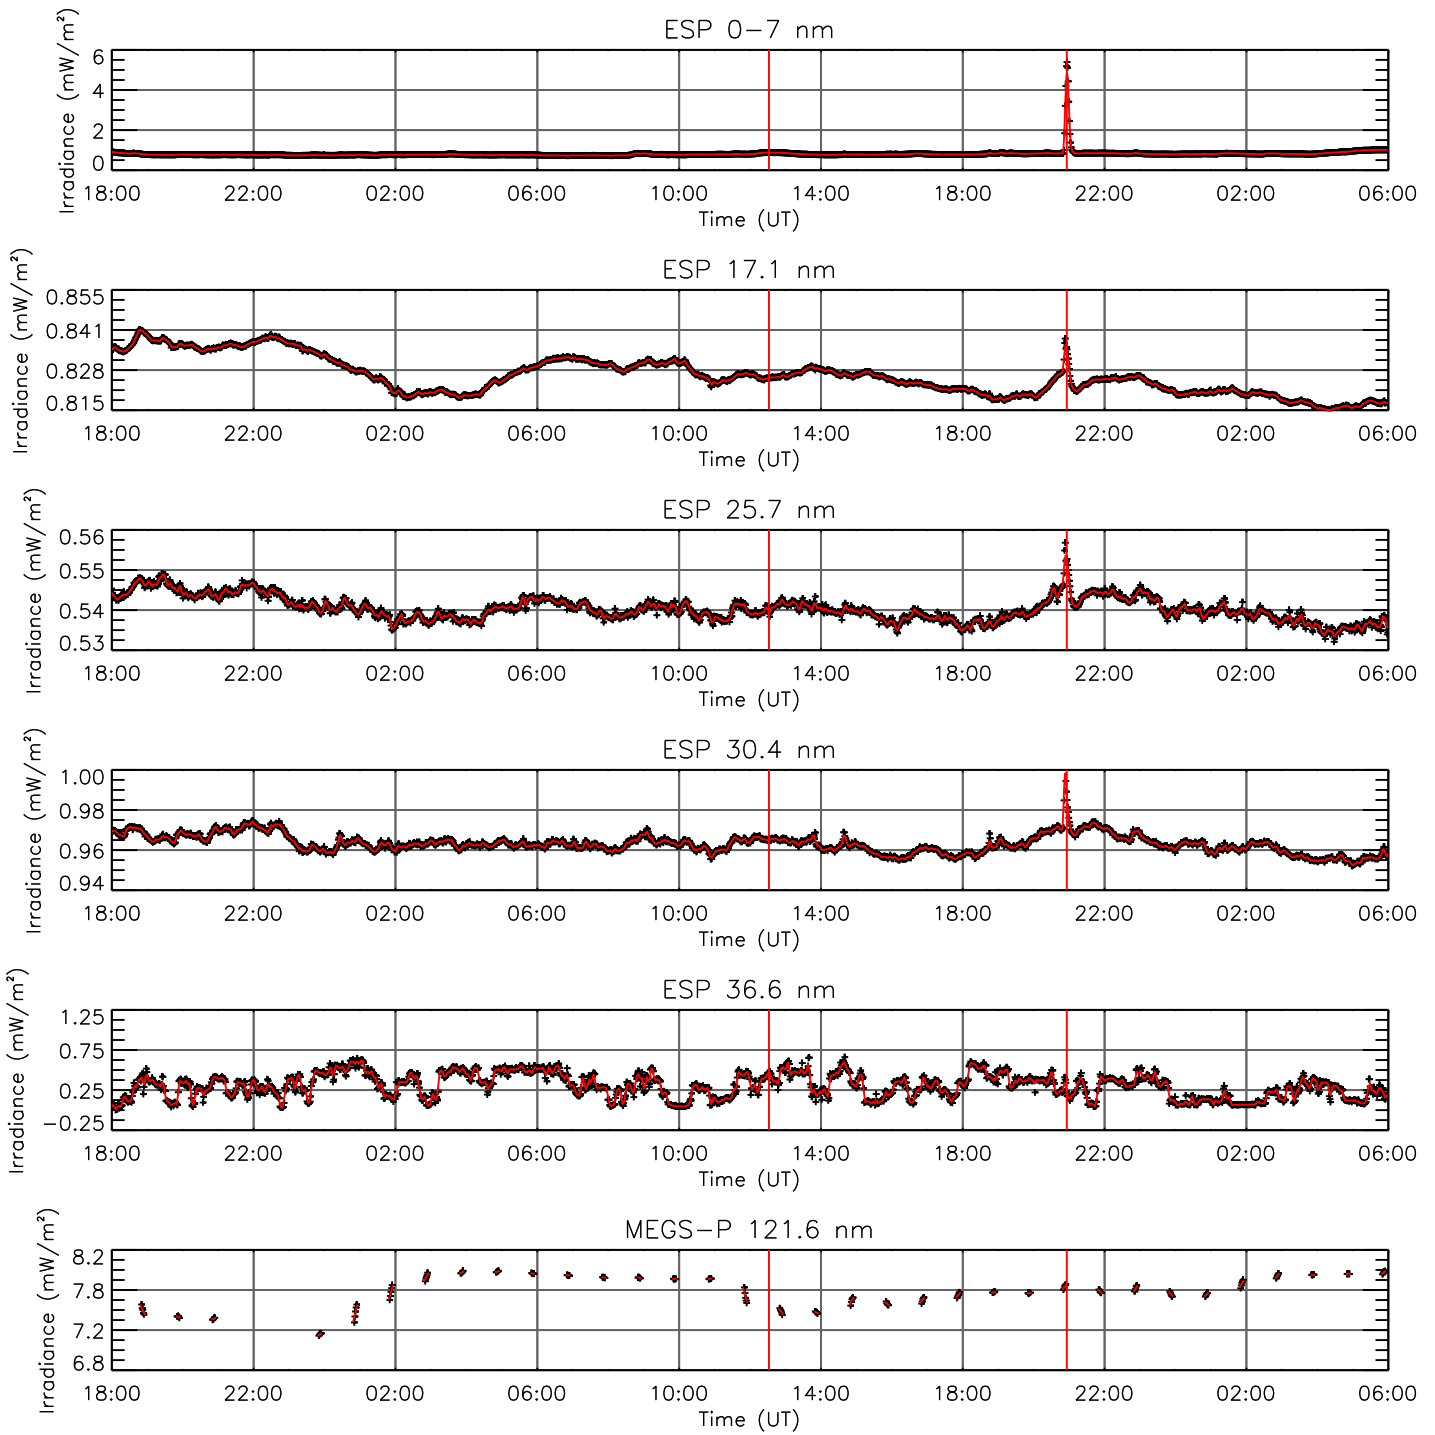 ESP 0−7 nm
Irradiance (mW/m²)
6
4
2
0
18:00 22:00 02:00 06:00 10:00 14:00 18:00 22:00 02:00 06:00
Time (UT)
ESP 17.1 nm
Irradiance (mW/m²)
0.855
0.841
0.828
0.815
18:00 22:00 02:00 06:00 10:00 14:00 18:00 22:00 02:00 06:00
Time (UT)
ESP 25.7 nm
Irradiance (mW/m²)
0.56
0.55
0.54
0.53
18:00 22:00 02:00 06:00 10:00 14:00 18:00 22:00 02:00 06:00
Time (UT)
ESP 30.4 nm
Irradiance (mW/m²)
1.00
0.98
0.96
0.94
18:00 22:00 02:00 06:00 10:00 14:00 18:00 22:00 02:00 06:00
Time (UT)
ESP 36.6 nm
Irradiance (mW/m²)
1.25
0.75
0.25
−0.25
18:00 22:00 02:00 06:00 10:00 14:00 18:00 22:00 02:00 06:00
Time (UT)
MEGS−P 121.6 nm
Irradiance (mW/m²)
8.2
7.8
7.2
6.8
18:00 22:00 02:00 06:00 10:00 14:00 18:00 22:00 02:00 06:00
Time (UT)